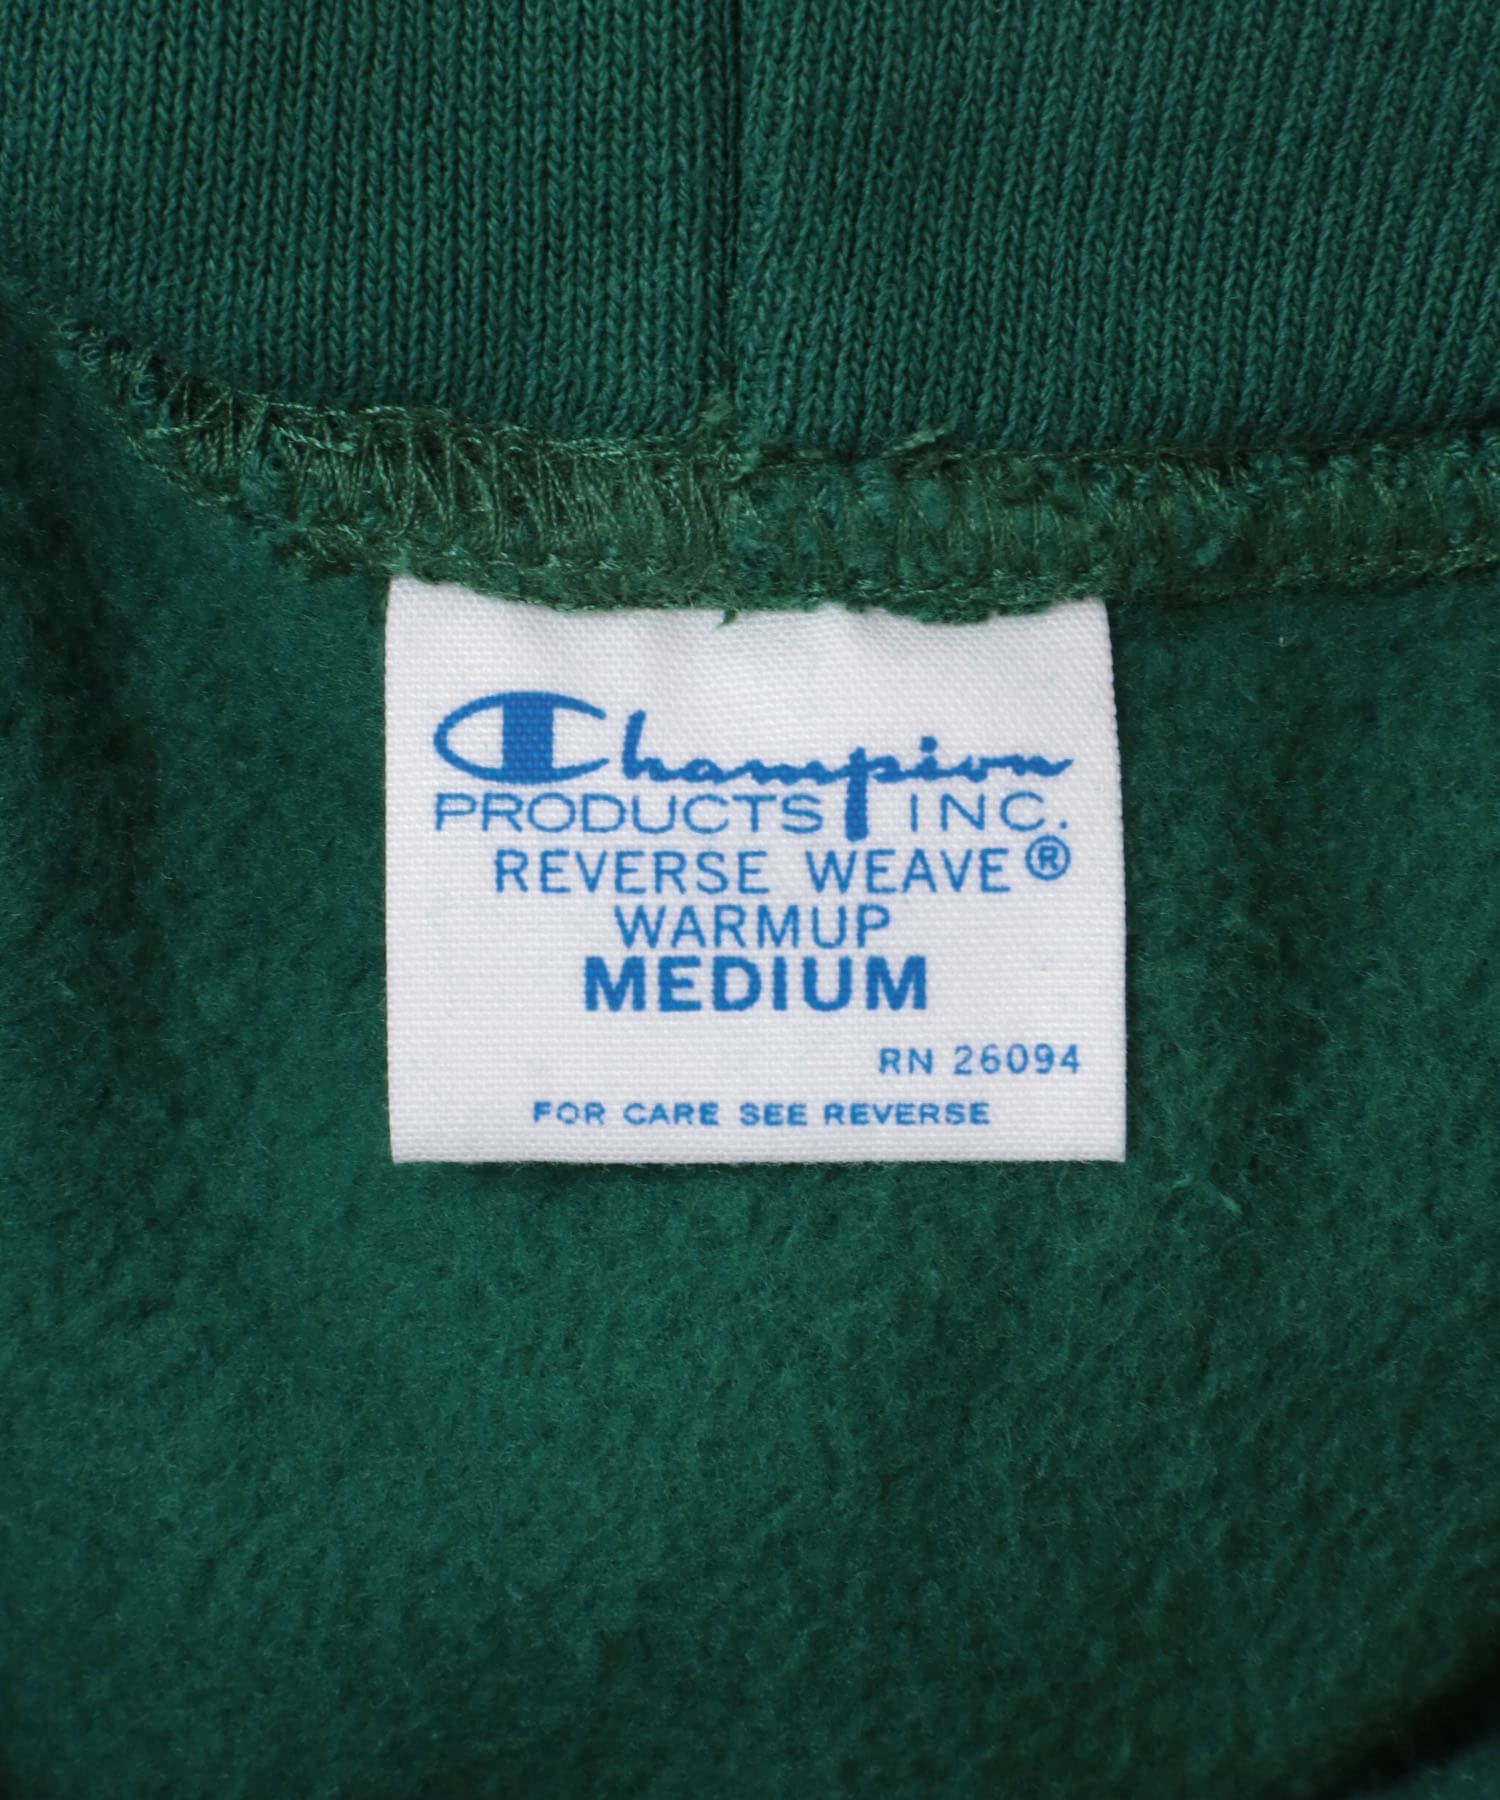 Champion
PRODUCTS INC.
REVERSE WEAVE®
WARMUP
MEDIUM
RN 26094
FOR CARE SEE REVERSE